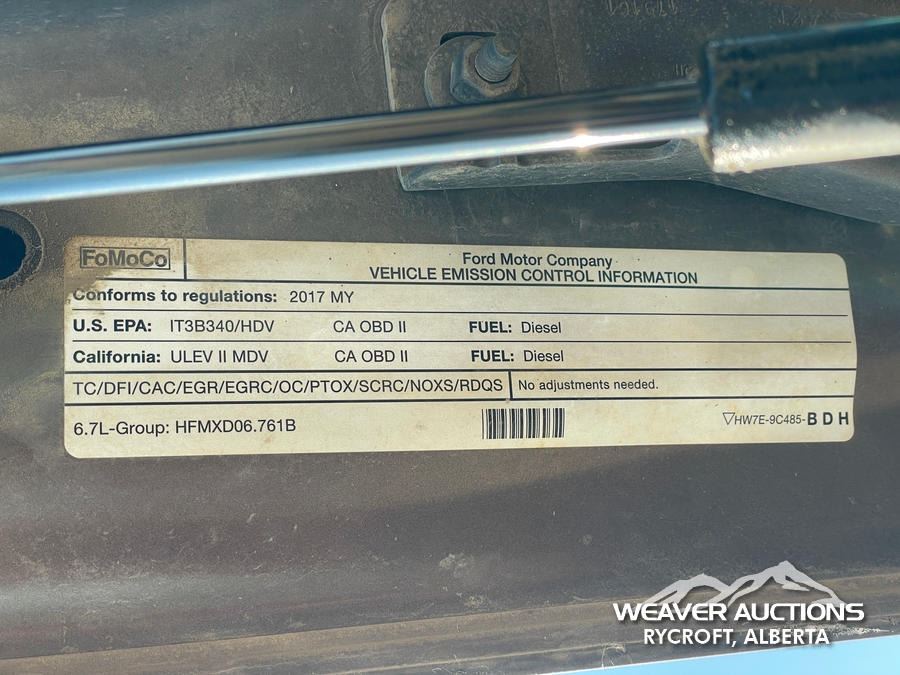 FoMoCo
Ford Motor Company
VEHICLE EMISSION CONTROL INFORMATION
Conforms to regulations: 2017 MY
U.S. EPA: IT3B340/HDV CA OBD II FUEL: Diesel
California: ULEV II MDV CA OBD II FUEL: Diesel
TC/DFI/CAC/EGR/EGRC/OC/PTOX/SCRC/NOXS/RDQS No adjustments needed.
6.7L-Group: HFMXD06.761B
HW7E-9C485-BDH
WEAVER AUCTIONS
RYCROFT, ALBERTA